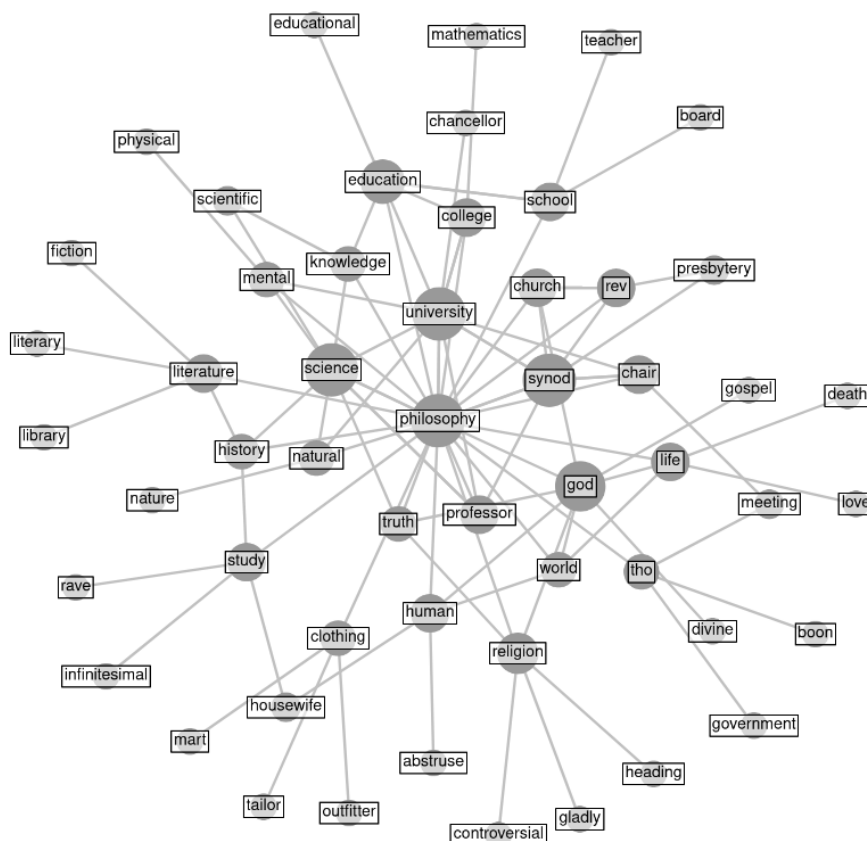 educational
mathematics
teacher
chancellor
board
physical
education
scientific
school
college
fiction
knowledge
mental
church
rev
presbytery
university
literary
literature
science
synod
chair
gospel
death
philosophy
library
history
natural
life
god
nature
meeting
love
truth
professor
study
world
tho
rave
human
clothing
divine
boon
religion
infinitesimal
housewife
government
mart
abstruse
heading
tailor
outfitter
gladly
controversial